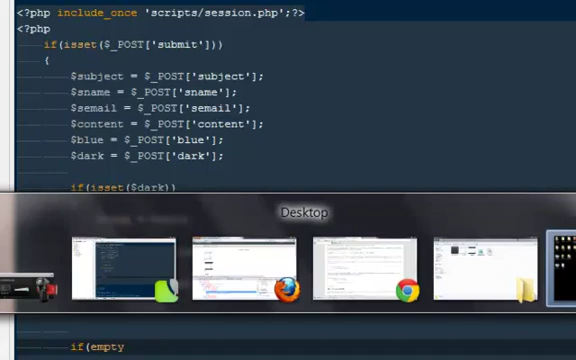 <?php include_once 'scripts/session.php';?>
<?php
if(isset($_POST['submit']))
{
$subject = $_POST['subject'];
$sname = $_POST['sname'];
$semail = $_POST['semail'];
$content = $_POST['content'];
$blue = $_POST['blue'];
$dark = $_POST['dark'];
if(isset($dark))
Desktop
if(empty